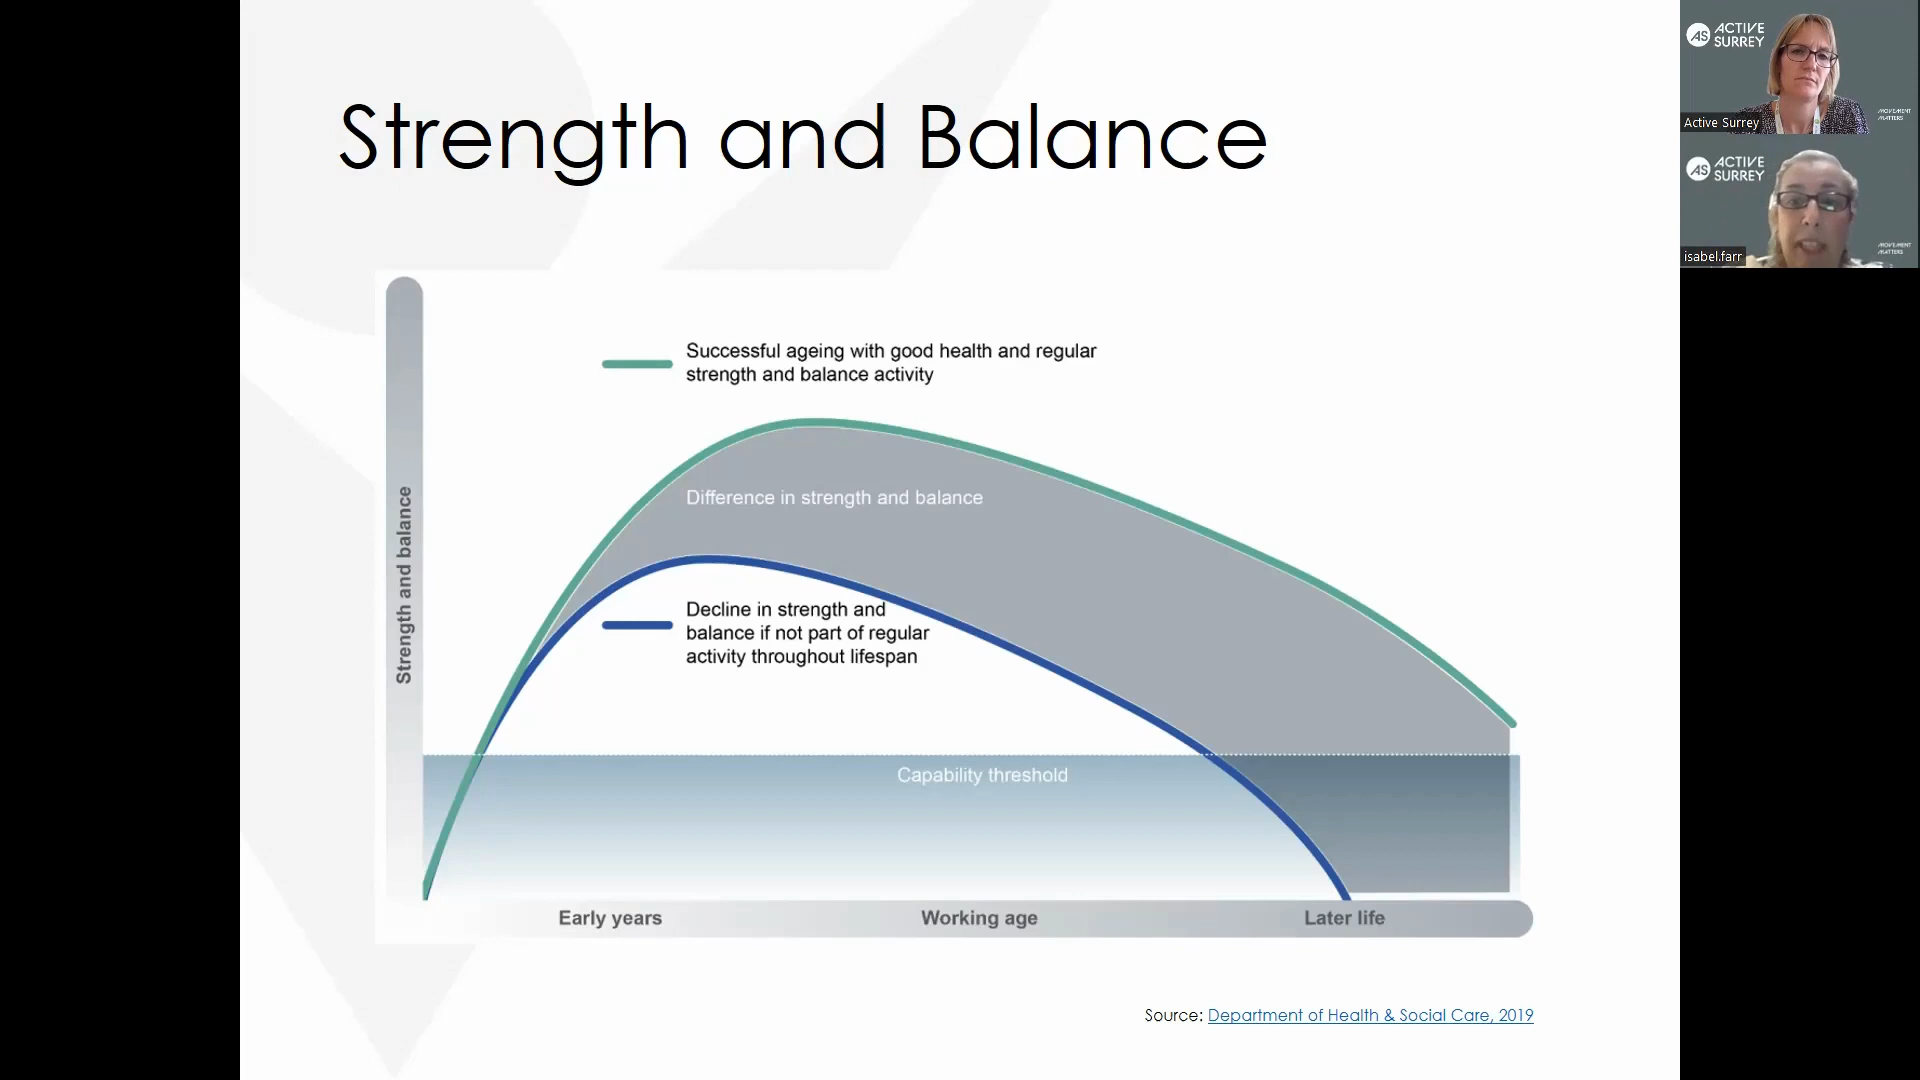 Strength and Balance
Successful ageing with good health and regular
strength and balance activity
Difference in strength and balance
Decline in strength and
balance if not part of regular
activity throughout lifespan
Capability threshold
Strength and balance
Early years
Working age
Later life
Source: Department of Health & Social Care, 2019
AS ACTIVE
SURREY
MOVEMENT
MATTERS
Active Surrey
AS ACTIVE
SURREY
MOVEMENT
MATTERS
isabel.farr